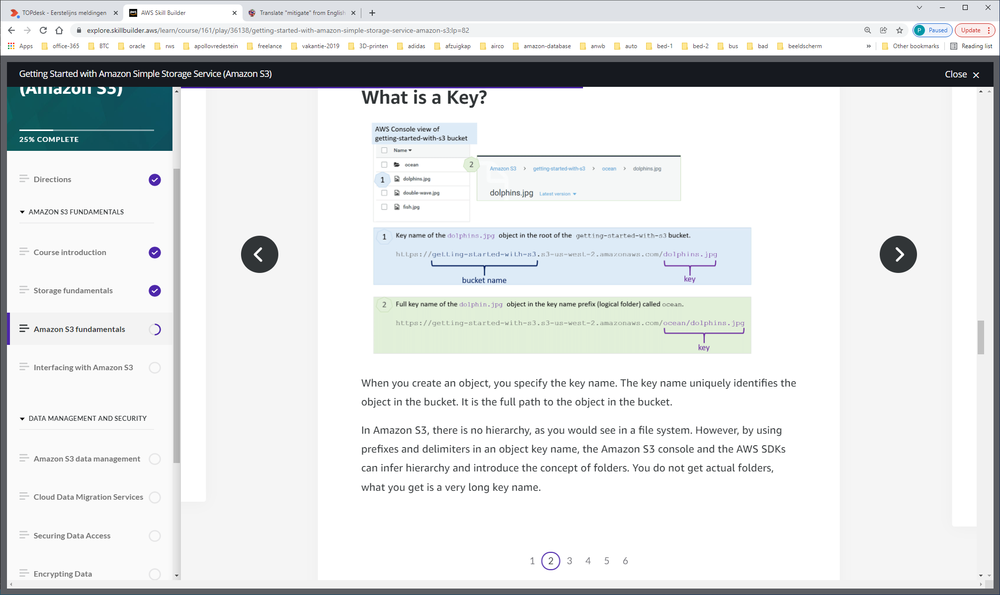 TOPdesk - Eerstelijns meldingen
AWS Skill Builder
Translate "mitigate" from English
explore.skillbuilder.aws/learn/course/161/play/36138/getting-started-with-amazon-simple-storage-service-amazon-s3;lp=82
P Paused
Update
Apps office-365 BTC oracle rws apollovredestein freelance vakantie-2019 3D-printen adidas afzuigkap airco amazon-database anwb auto bed-1 bed-2 bus bad beeldscherm » Other bookmarks Reading list
Getting Started with Amazon Simple Storage Service (Amazon S3)
Close
(Amazon S3)
25% COMPLETE
Directions
AMAZON S3 FUNDAMENTALS
Course introduction
Storage fundamentals
Amazon S3 fundamentals
Interfacing with Amazon S3
DATA MANAGEMENT AND SECURITY
Amazon S3 data management
Cloud Data Migration Services
Securing Data Access
Encrypting Data
What is a Key?
AWS Console view of
getting-started-with-s3 bucket
Name
ocean
1 dolphins.jpg
double-wave.jpg
fish.jpg
2
Amazon S3 > getting-started-with-s3 > ocean > dolphins.jpg
dolphins.jpg Latest version
1 Key name of the dolphins.jpg object in the root of the getting-started-with-s3 bucket.
https://getting-started-with-s3.s3-us-west-2.amazonaws.com/dolphins.jpg
bucket name key
2 Full key name of the dolphin.jpg object in the key name prefix (logical folder) called ocean.
https://getting-started-with-s3.s3-us-west-2.amazonaws.com/ocean/dolphins.jpg
key
When you create an object, you specify the key name. The key name uniquely identifies the
object in the bucket. It is the full path to the object in the bucket.
In Amazon S3, there is no hierarchy, as you would see in a file system. However, by using
prefixes and delimiters in an object key name, the Amazon S3 console and the AWS SDKs
can infer hierarchy and introduce the concept of folders. You do not get actual folders,
what you get is a very long key name.
1 2 3 4 5 6